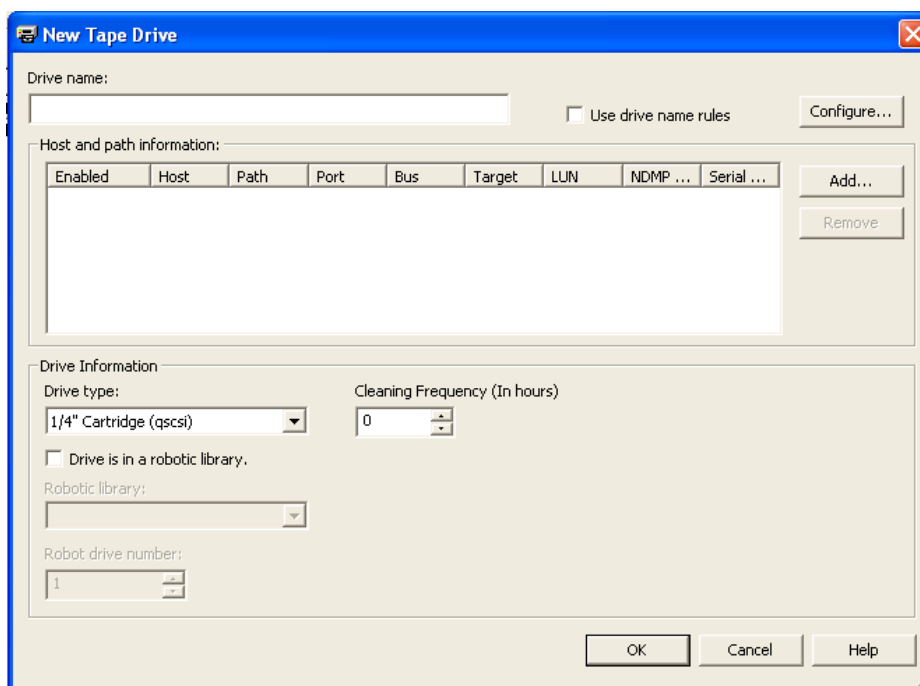 New Tape Drive
Drive name:
Use drive name rules
Configure...
Host and path information:
Enabled Host Path Port Bus Target LUN NDMP ... Serial ...
Add...
Remove
Drive Information
Drive type:
Cleaning Frequency (In hours)
1/4" Cartridge (qscsi)
0
Drive is in a robotic library.
Robotic library:
Robot drive number:
1
OK Cancel Help